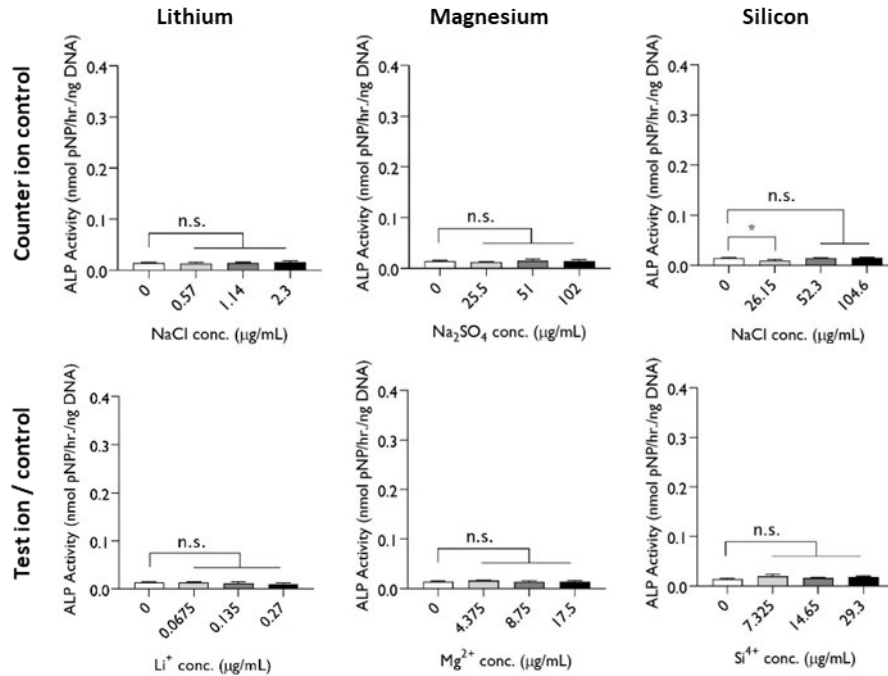 Lithium
Magnesium
Silicon
Counter ion control
ALP Activity (nmol pNP/hr./ng DNA)
0.4
0.3
0.2
0.1
0.0
n.s.
0
0.57
1.14
2.3
NaCl conc. (µg/mL)
ALP Activity (nmol pNP/hr./ng DNA)
0.4
0.3
0.2
0.1
0.0
n.s.
0
25.5
51
102
Na₂SO₄ conc. (µg/mL)
ALP Activity (nmol pNP/hr./ng DNA)
0.4
0.3
0.2
0.1
0.0
n.s.
*
0
26.15
52.3
104.6
NaCl conc. (µg/mL)
Test ion / control
ALP Activity (nmol pNP/hr./ng DNA)
0.4
0.3
0.2
0.1
0.0
n.s.
0
0.0675
0.135
0.27
Li⁺ conc. (µg/mL)
ALP Activity (nmol pNP/hr./ng DNA)
0.4
0.3
0.2
0.1
0.0
n.s.
0
4.375
8.75
17.5
Mg²⁺ conc. (µg/mL)
ALP Activity (nmol pNP/hr./ng DNA)
0.4
0.3
0.2
0.1
0.0
n.s.
0
7.325
14.65
29.3
Si⁴⁺ conc. (µg/mL)